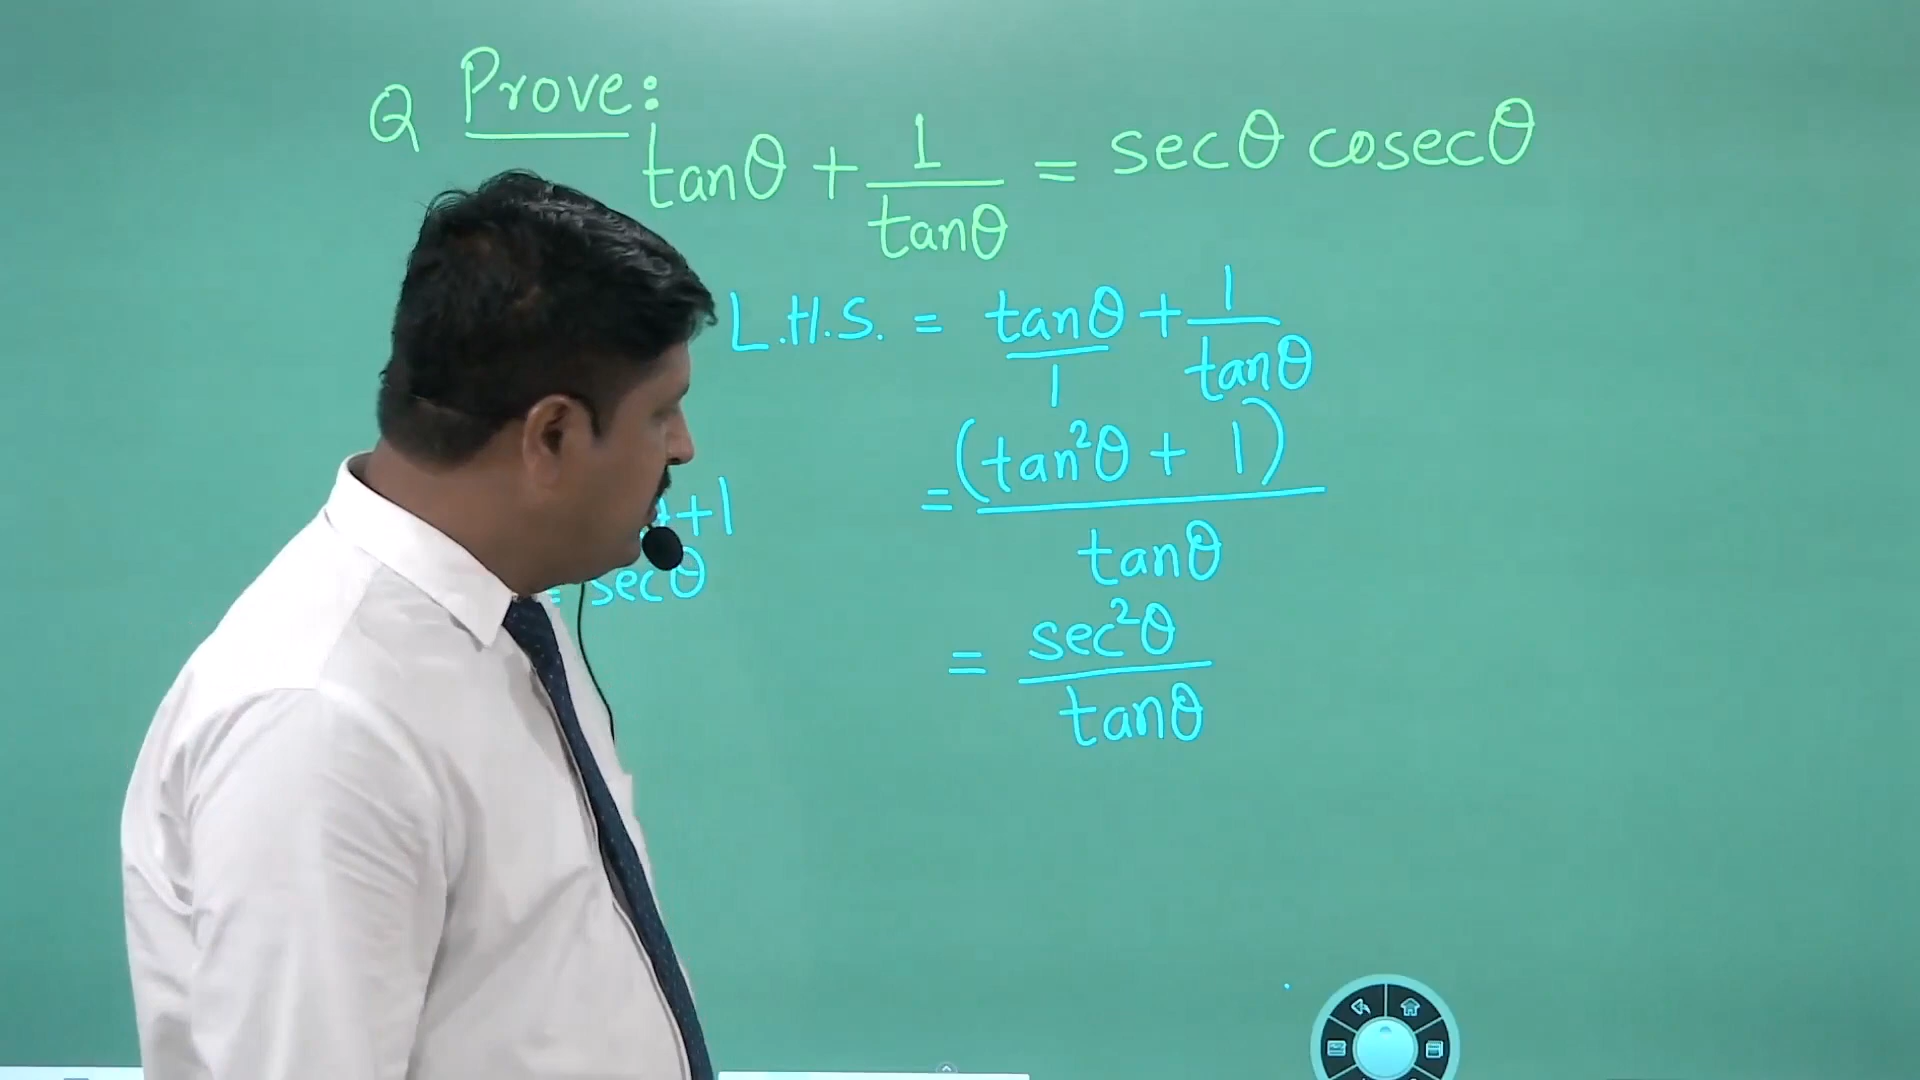 Q Prove:
tanθ + 1/tanθ = secθ cosecθ
L.H.S. = tanθ/1 + 1/tanθ
= (tan²θ + 1)/tanθ
+1
= secθ
= sec²θ/tanθ